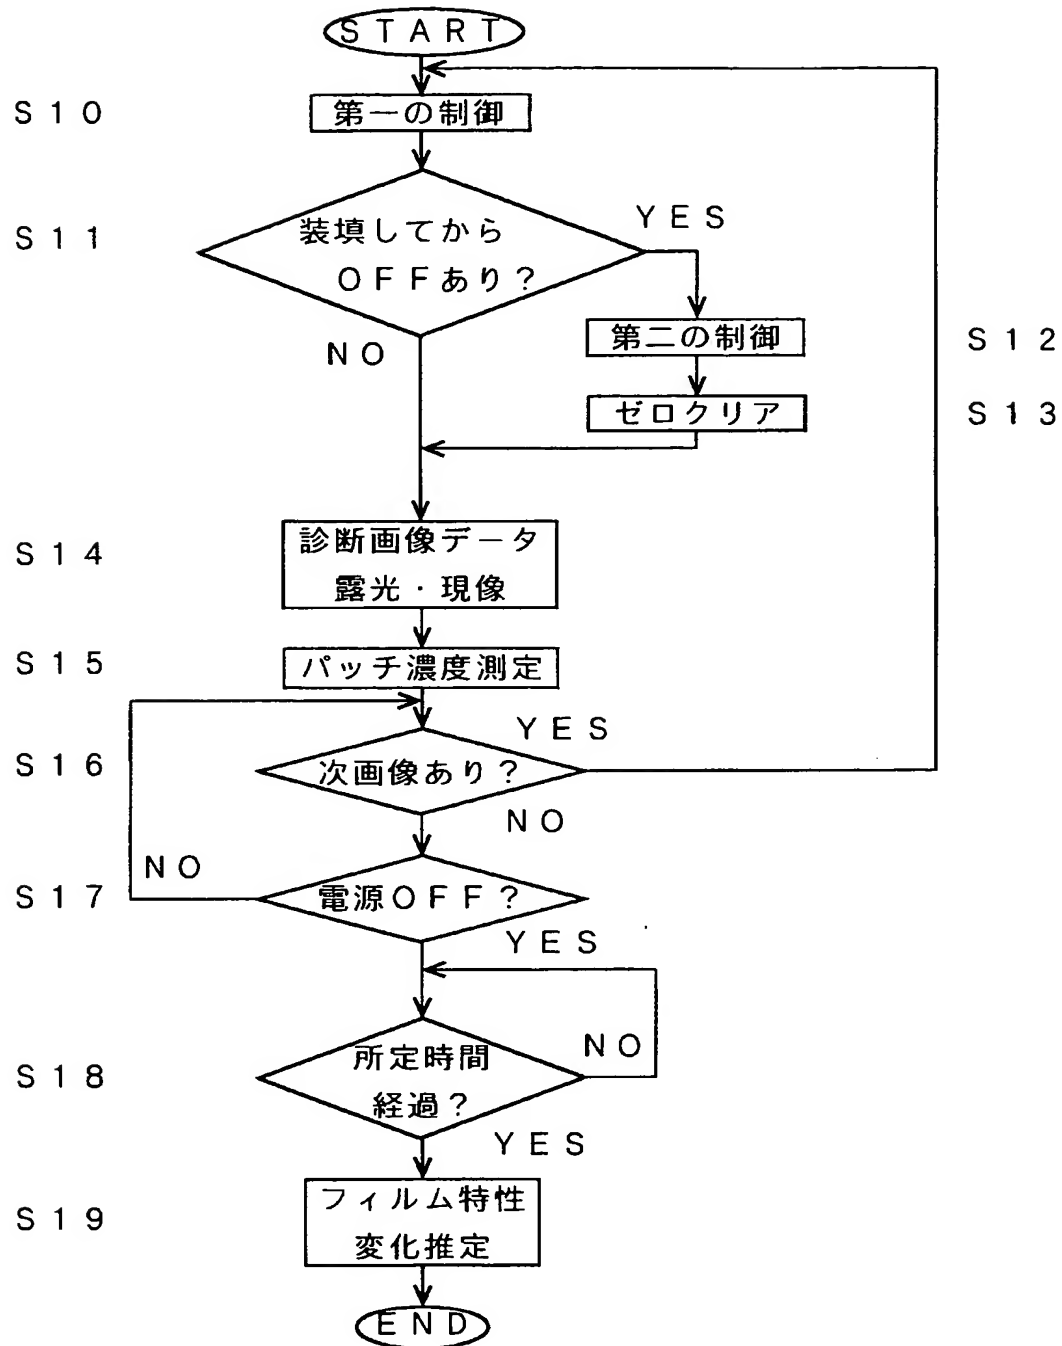 ＳＴＡＲＴ
Ｓ１０
第一の制御
Ｓ１１
装填してから
ＯＦＦあり？
ＹＥＳ
ＮＯ
第二の制御
Ｓ１２
ゼロクリア
Ｓ１３
Ｓ１４
診断画像データ
露光・現像
Ｓ１５
パッチ濃度測定
Ｓ１６
次画像あり？
ＹＥＳ
ＮＯ
Ｓ１７
電源ＯＦＦ？
ＮＯ
ＹＥＳ
Ｓ１８
所定時間
経過？
ＮＯ
ＹＥＳ
Ｓ１９
フィルム特性
変化推定
ＥＮＤ